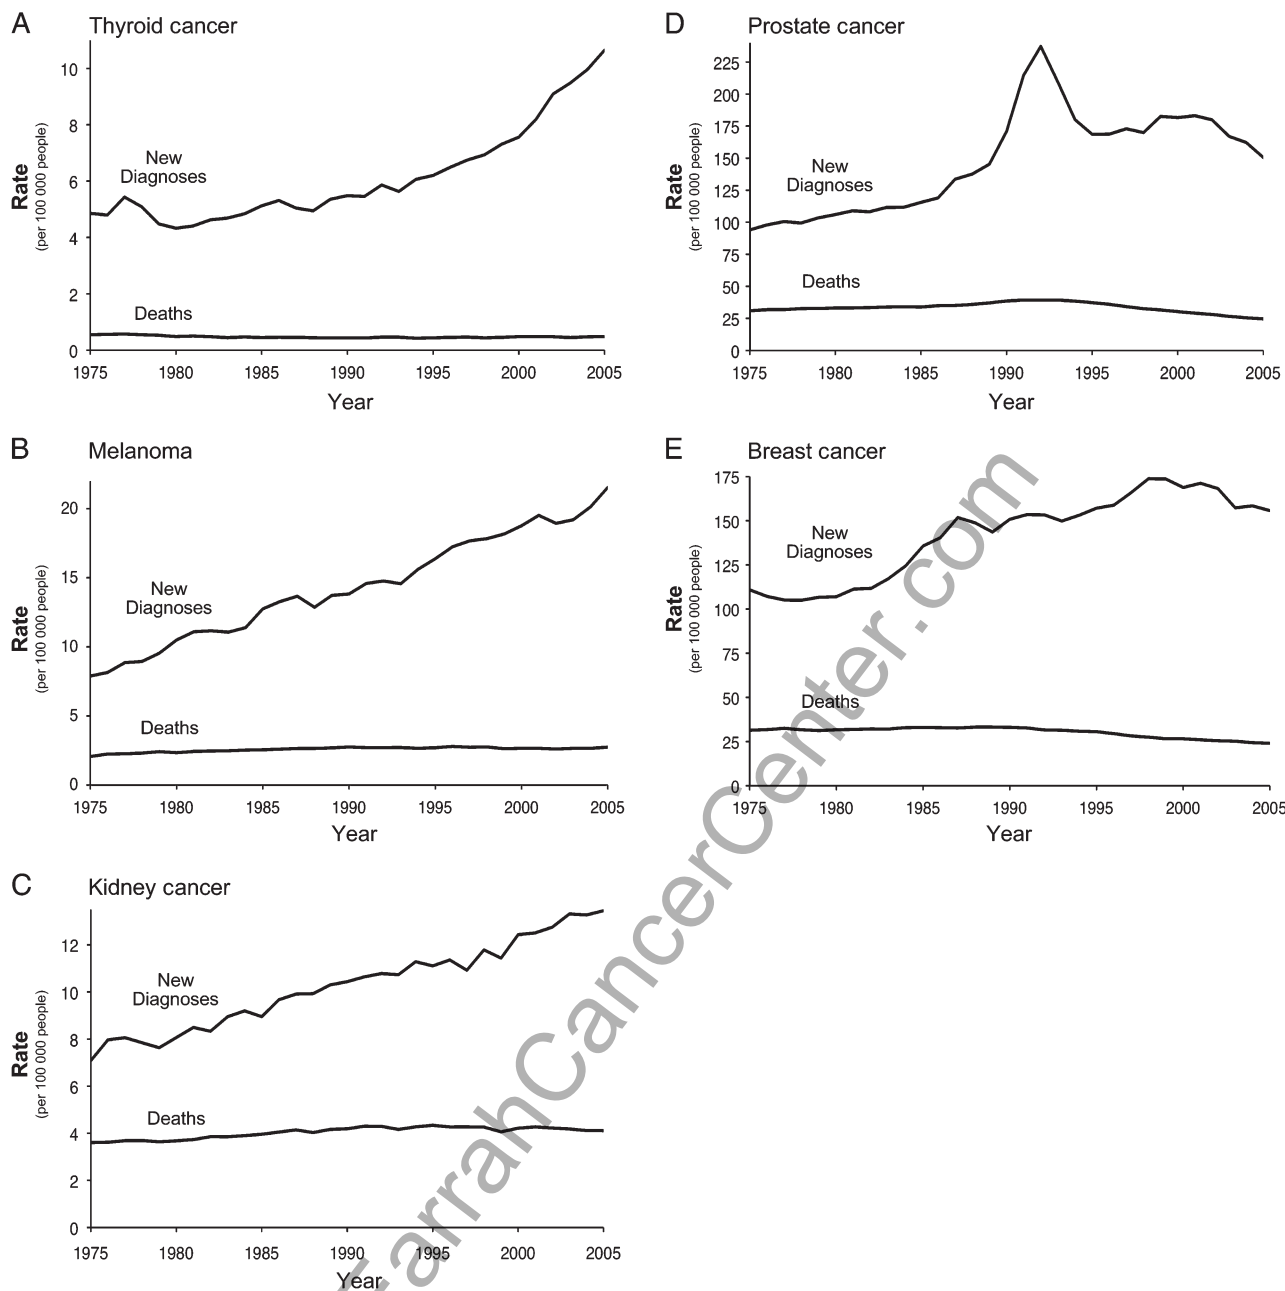 A Thyroid cancer
10
8
6
4
2
0
Rate
(per 100 000 people)
New
Diagnoses
Deaths
1975 1980 1985 1990 1995 2000 2005
Year
D Prostate cancer
225
200
175
150
125
100
75
50
25
0
Rate
(per 100 000 people)
New
Diagnoses
Deaths
1975 1980 1985 1990 1995 2000 2005
Year
B Melanoma
20
15
10
5
0
Rate
(per 100 000 people)
New
Diagnoses
Deaths
1975 1980 1985 1990 1995 2000 2005
Year
E Breast cancer
175
150
125
100
75
50
25
0
Rate
(per 100 000 people)
New
Diagnoses
Deaths
1975 1980 1985 1990 1995 2000 2005
Year
C Kidney cancer
12
10
8
6
4
2
0
Rate
(per 100 000 people)
New
Diagnoses
Deaths
1975 1980 1985 1990 1995 2000 2005
Year
FarrahCancerCenter.com